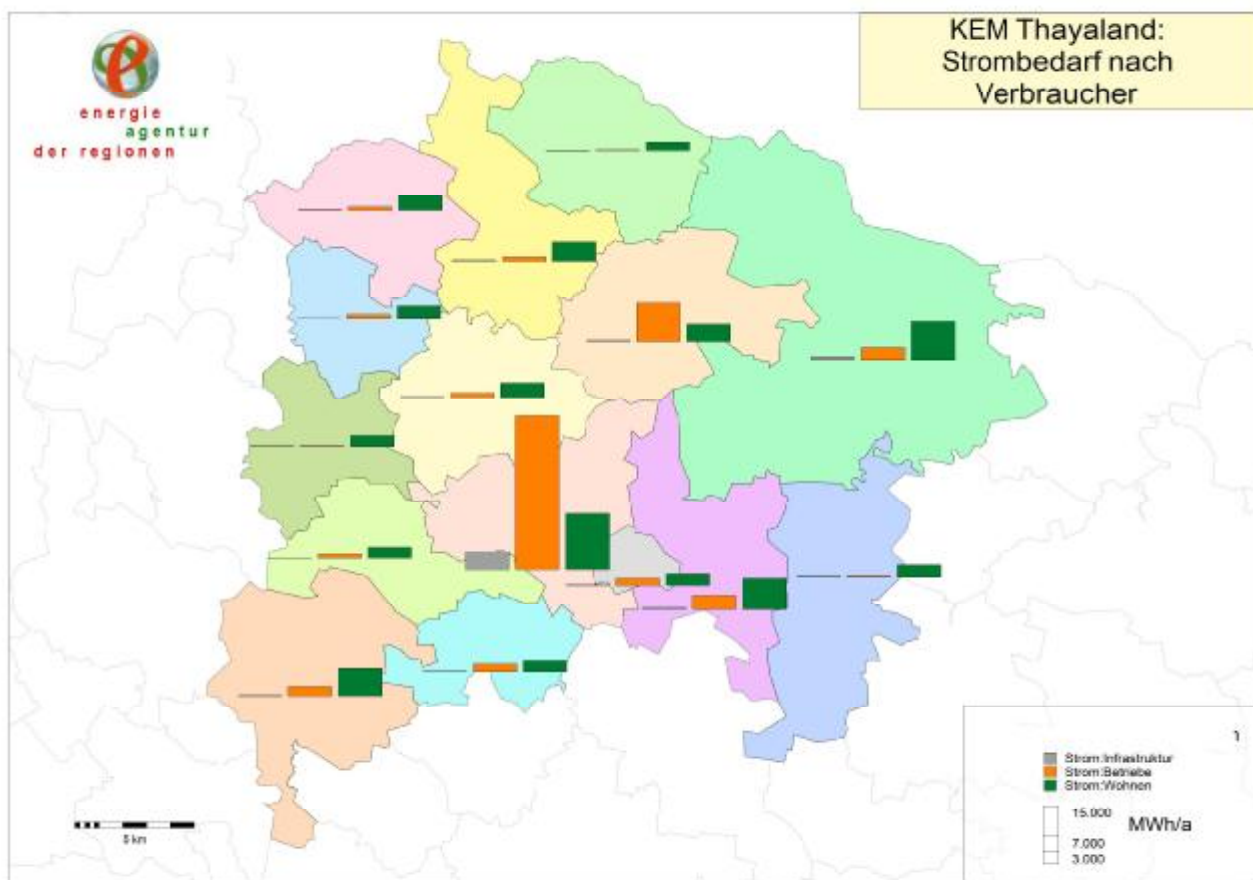 KEM Thayaland:
Strombedarf nach
Verbraucher
energie
agentur
der regionen
Strom:Infrastruktur
Strom:Betriebe
Strom:Wohnen
15.000
MWh/a
7.000
3.000
5 km